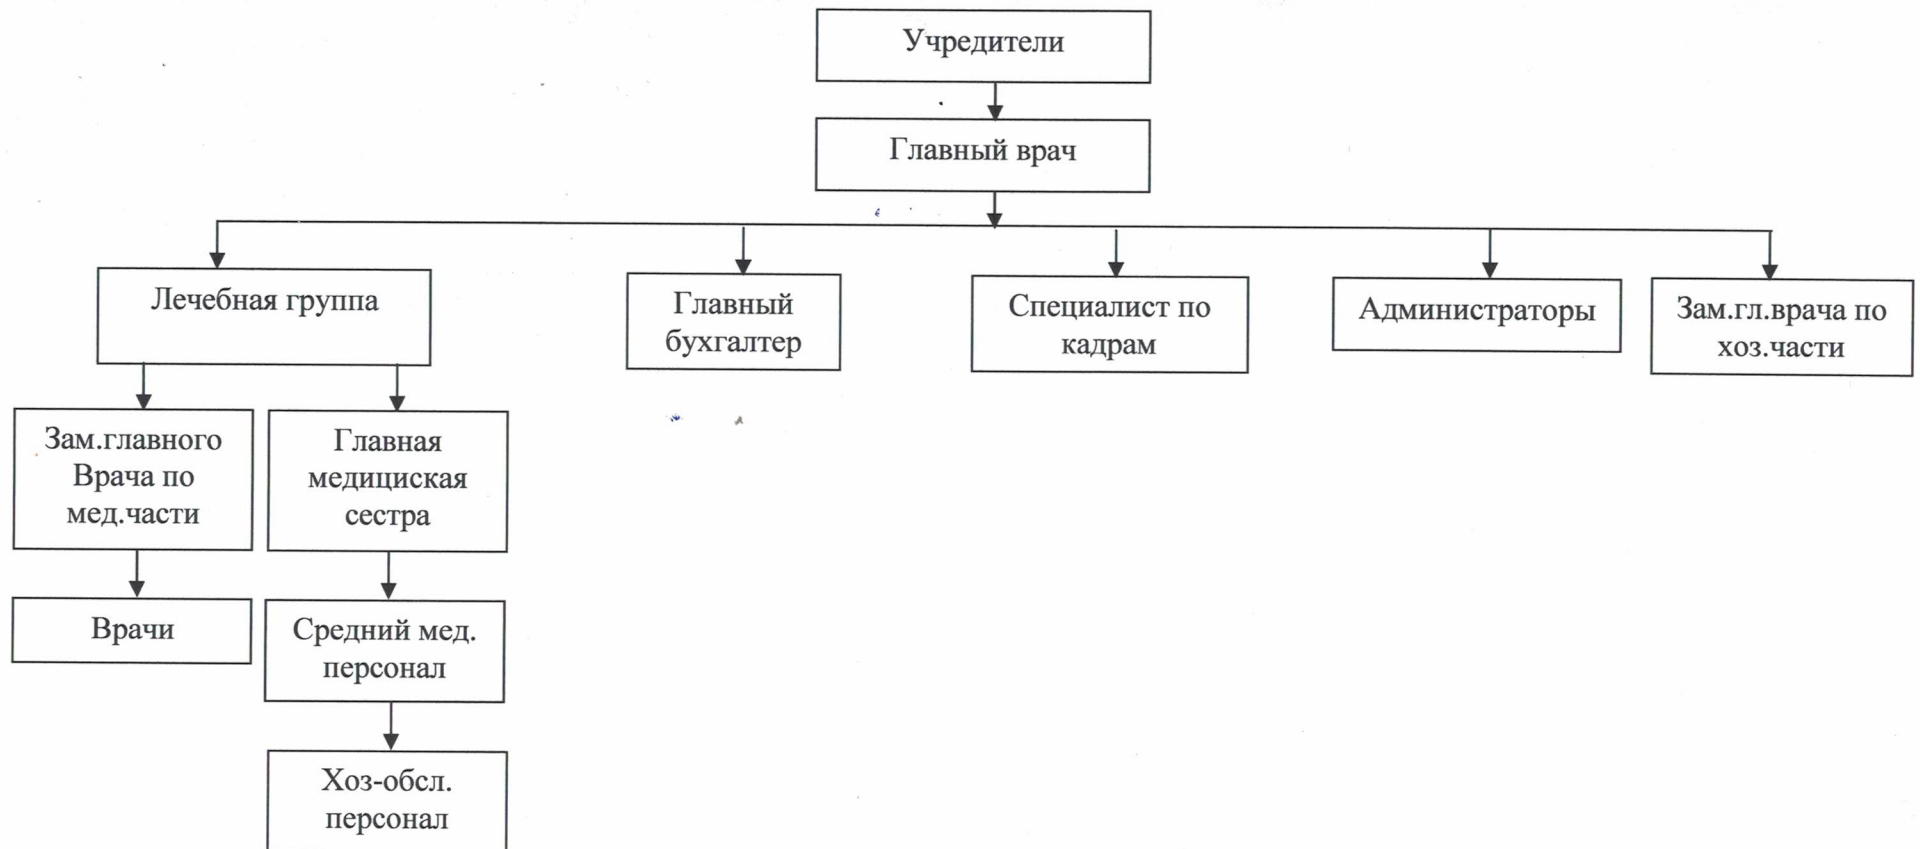 Учредители
Главный врач
Лечебная группа
Главный
бухгалтер
Специалист по
кадрам
Администраторы
Зам.гл.врача по
хоз.части
Зам.главного
Врача по
мед.части
Главная
медициская
сестра
Врачи
Средний мед.
персонал
Хоз-обсл.
персонал